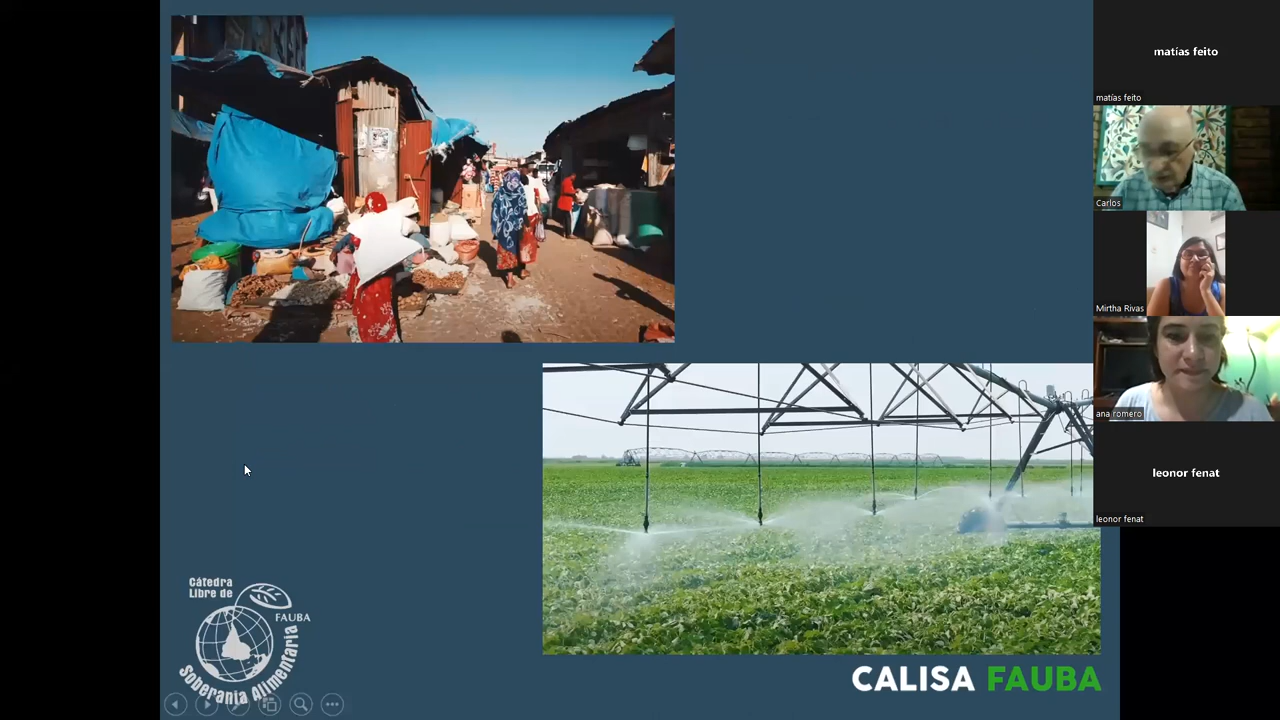 matías feito
matías feito
Carlos
Mirtha Rivas
ana romero
leonor fenat
leonor fenat
Cátedra
Libre de
FAUBA
Soberanía Alimentaria
CALISA FAUBA